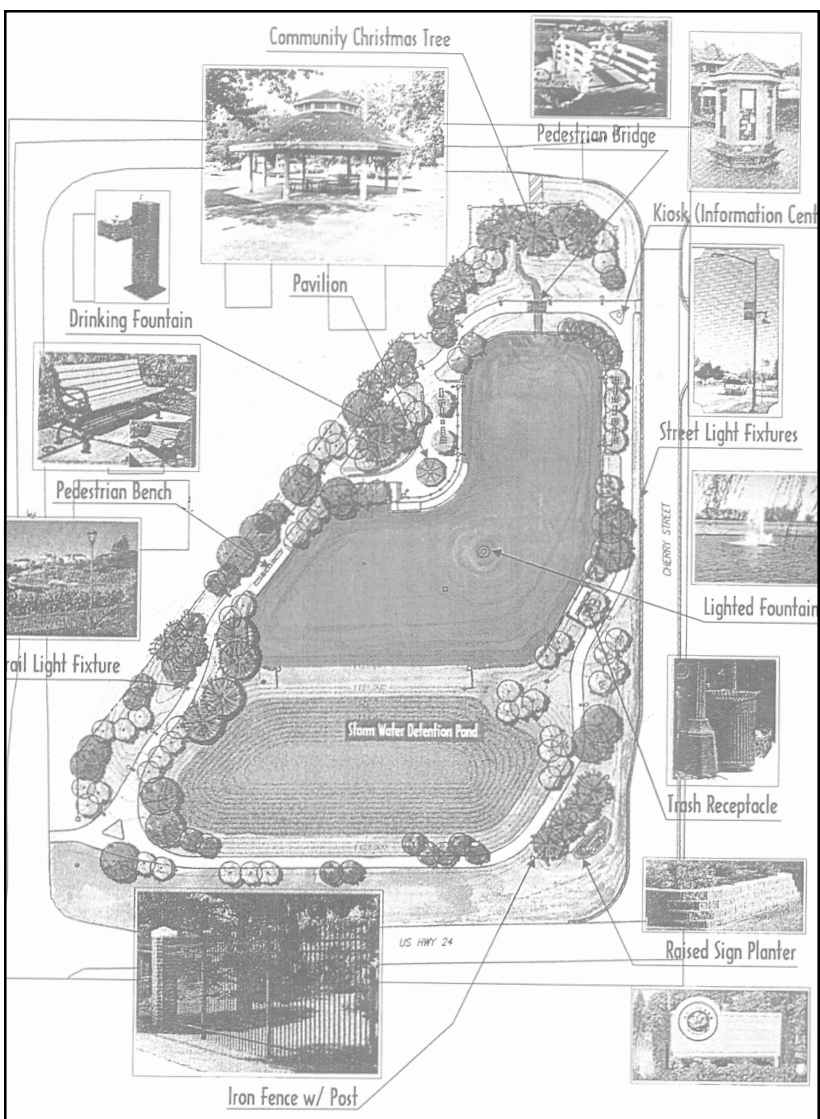 Community Christmas Tree
Pedestrian Bridge
Kiosk (Information Cent
Pavilion
Drinking Fountain
Street Light Fixtures
Pedestrian Bench
CHERRY STREET
Lighted Fountain
rail Light Fixture
Storm Water Detention Pond
Trash Receptacle
US HWY 24
Raised Sign Planter
Iron Fence w/ Post